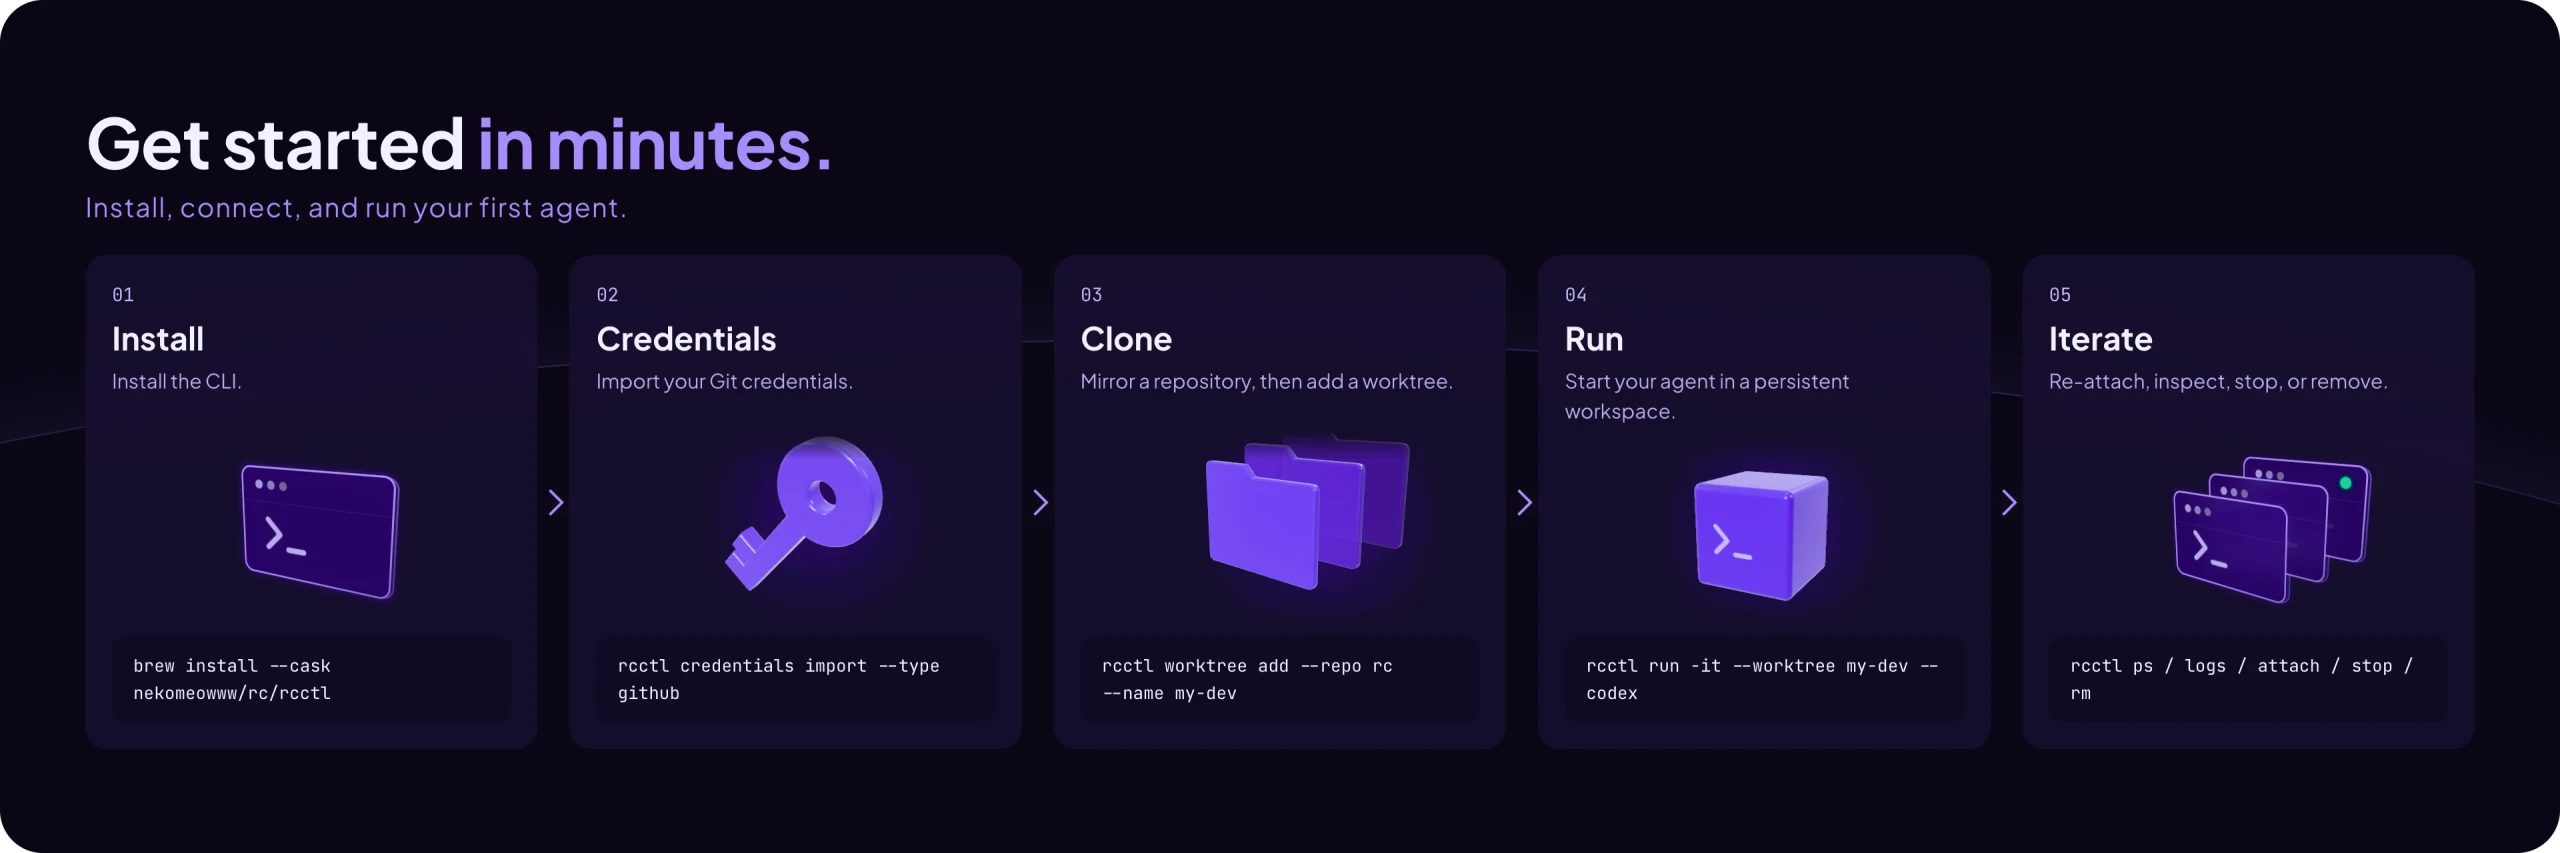 Get started in minutes.
Install, connect, and run your first agent.
01
Install
Install the CLI.
>_
brew install --cask
nekomeowww/rc/rcctl
02
Credentials
Import your Git credentials.
rcctl credentials import --type
github
03
Clone
Mirror a repository, then add a worktree.
rcctl worktree add --repo rc
--name my-dev
04
Run
Start your agent in a persistent
workspace.
>_
rcctl run -it --worktree my-dev --
codex
05
Iterate
Re-attach, inspect, stop, or remove.
>_
rcctl ps / logs / attach / stop /
rm